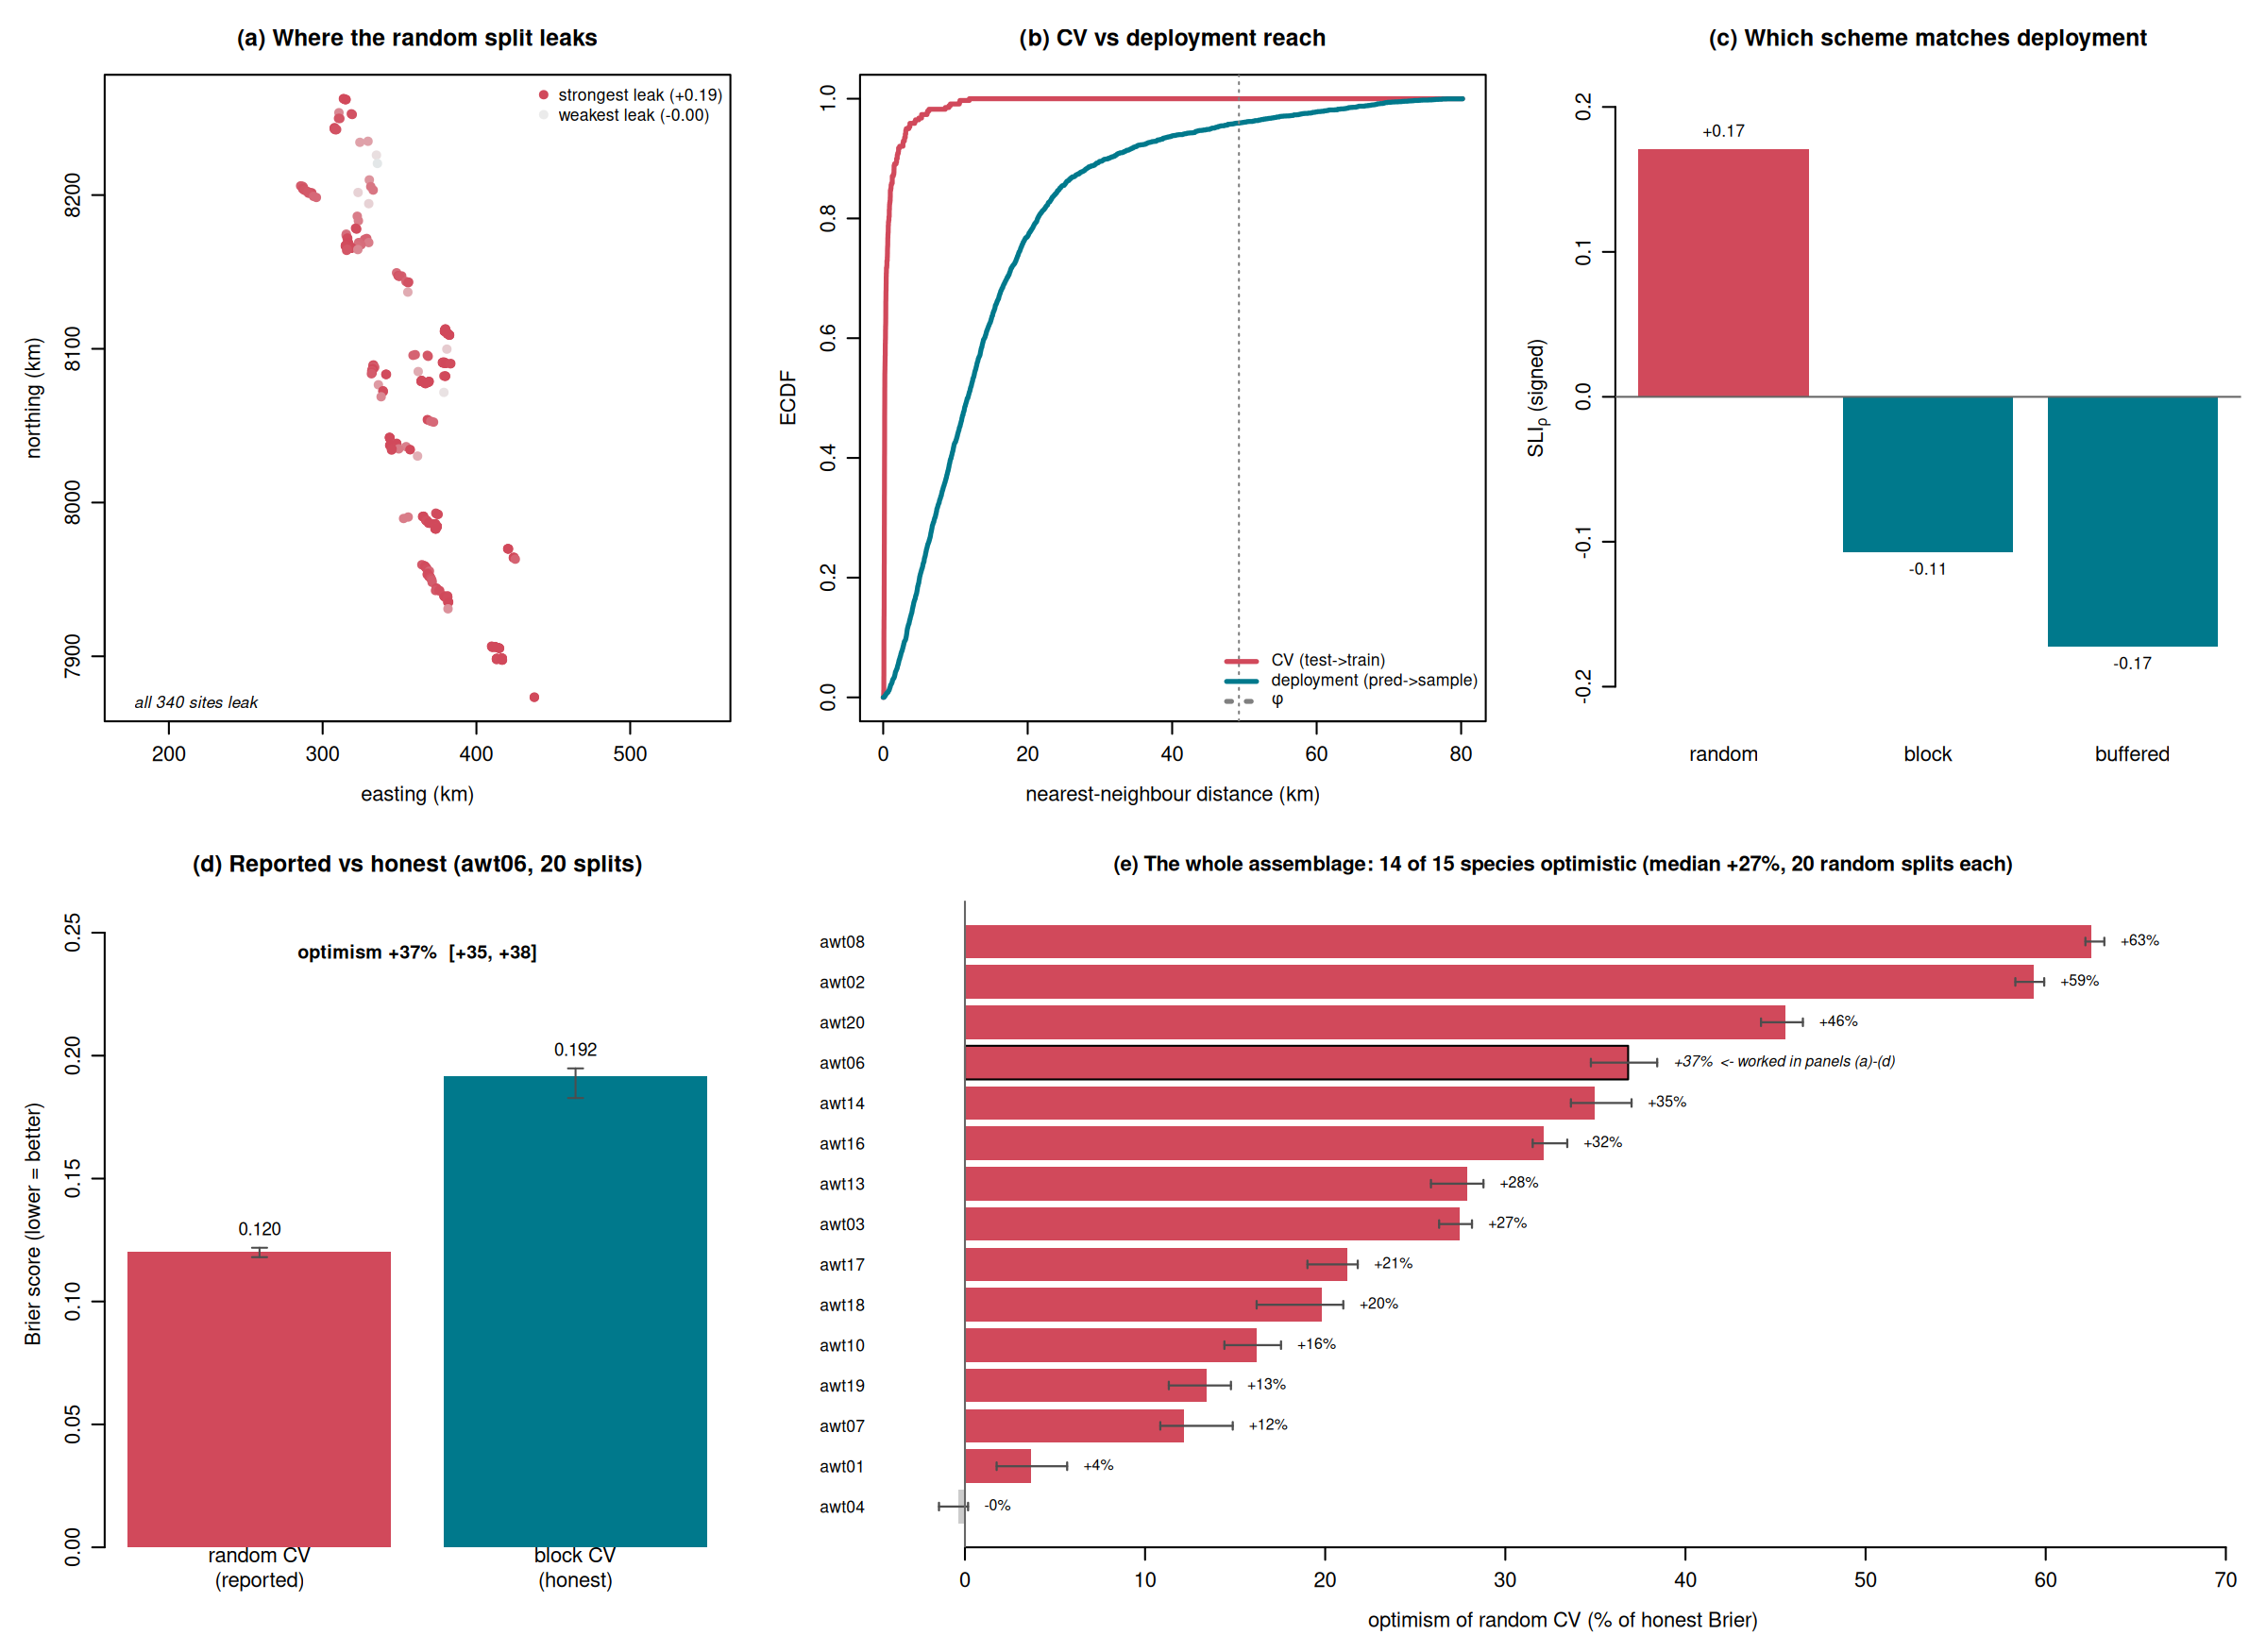 (a) Where the random split leaks
strongest leak (+0.19)
weakest leak (-0.00)
northing (km)
8200
8100
8000
7900
all 340 sites leak
200 300 400 500
easting (km)
(b) CV vs deployment reach
ECDF
1.0
0.8
0.6
0.4
0.2
0.0
CV (test->train)
deployment (pred->sample)
φ
0 20 40 60 80
nearest-neighbour distance (km)
(c) Which scheme matches deployment
SLIρ (signed)
0.2
0.1
0.0
-0.1
-0.2
+0.17
-0.11
-0.17
random block buffered
(d) Reported vs honest (awt06, 20 splits)
optimism +37% [+35, +38]
Brier score (lower = better)
0.25
0.20
0.15
0.10
0.05
0.00
0.120
0.192
random CV
(reported)
block CV
(honest)
(e) The whole assemblage: 14 of 15 species optimistic (median +27%, 20 random splits each)
awt08 +63%
awt02 +59%
awt20 +46%
awt06 +37% <- worked in panels (a)-(d)
awt14 +35%
awt16 +32%
awt13 +28%
awt03 +27%
awt17 +21%
awt18 +20%
awt10 +16%
awt19 +13%
awt07 +12%
awt01 +4%
awt04 -0%
0 10 20 30 40 50 60 70
optimism of random CV (% of honest Brier)